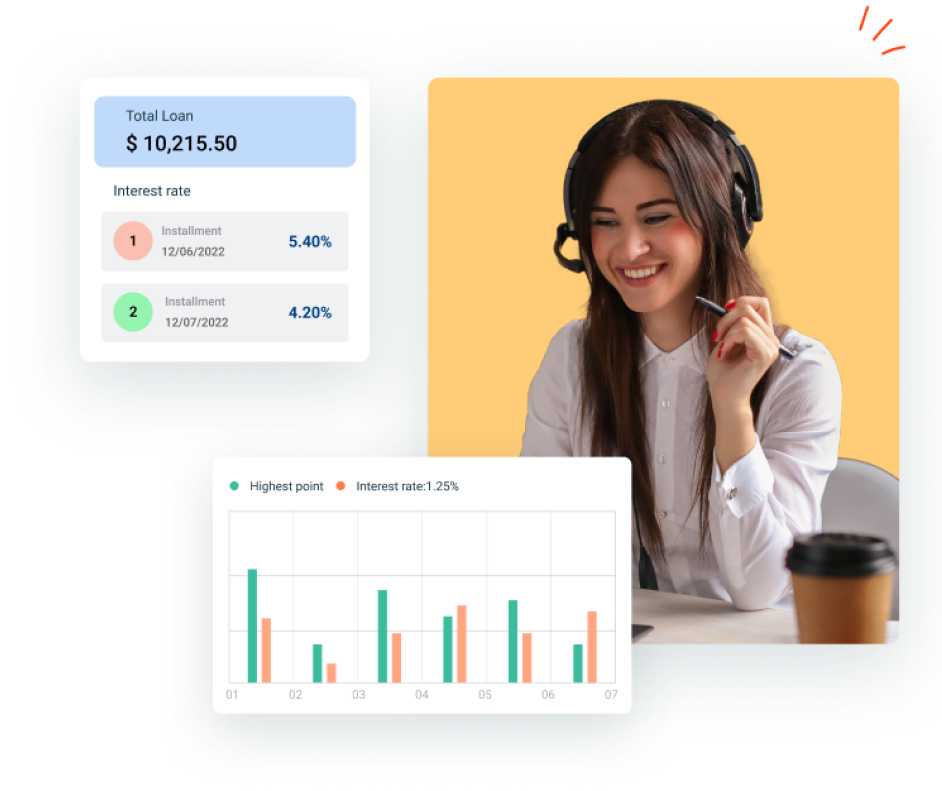 Total Loan
$ 10,215.50
Interest rate
1
Installment
12/06/2022
5.40%
2
Installment
12/07/2022
4.20%
Highest point
Interest rate:1.25%
01 02 03 04 05 06 07